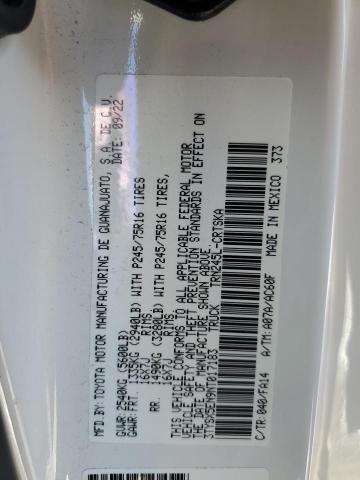 MFD.BY: TOYOTA MOTOR MANUFACTURING DE GUANAJUATO, S.A. DE C.V.
DATE: 09/22
GVWR: 2540KG (5600LB)
GAWR: FRT. 1335KG (2940LB) WITH P245/75R16 TIRES
16X7J RIMS,
RR. 1490KG (3280LB) WITH P245/75R16 TIRES,
16X7J RIMS,
THIS VEHICLE CONFORMS TO ALL APPLICABLE FEDERAL MOTOR
VEHICLE SAFETY AND THEFT PREVENTION STANDARDS IN EFFECT ON
THE DATE OF MANUFACTURE SHOWN ABOVE.
TRUCK
C/TR: 040/FA14 A/TM: A07A/AC60F MADE IN MEXICO 373